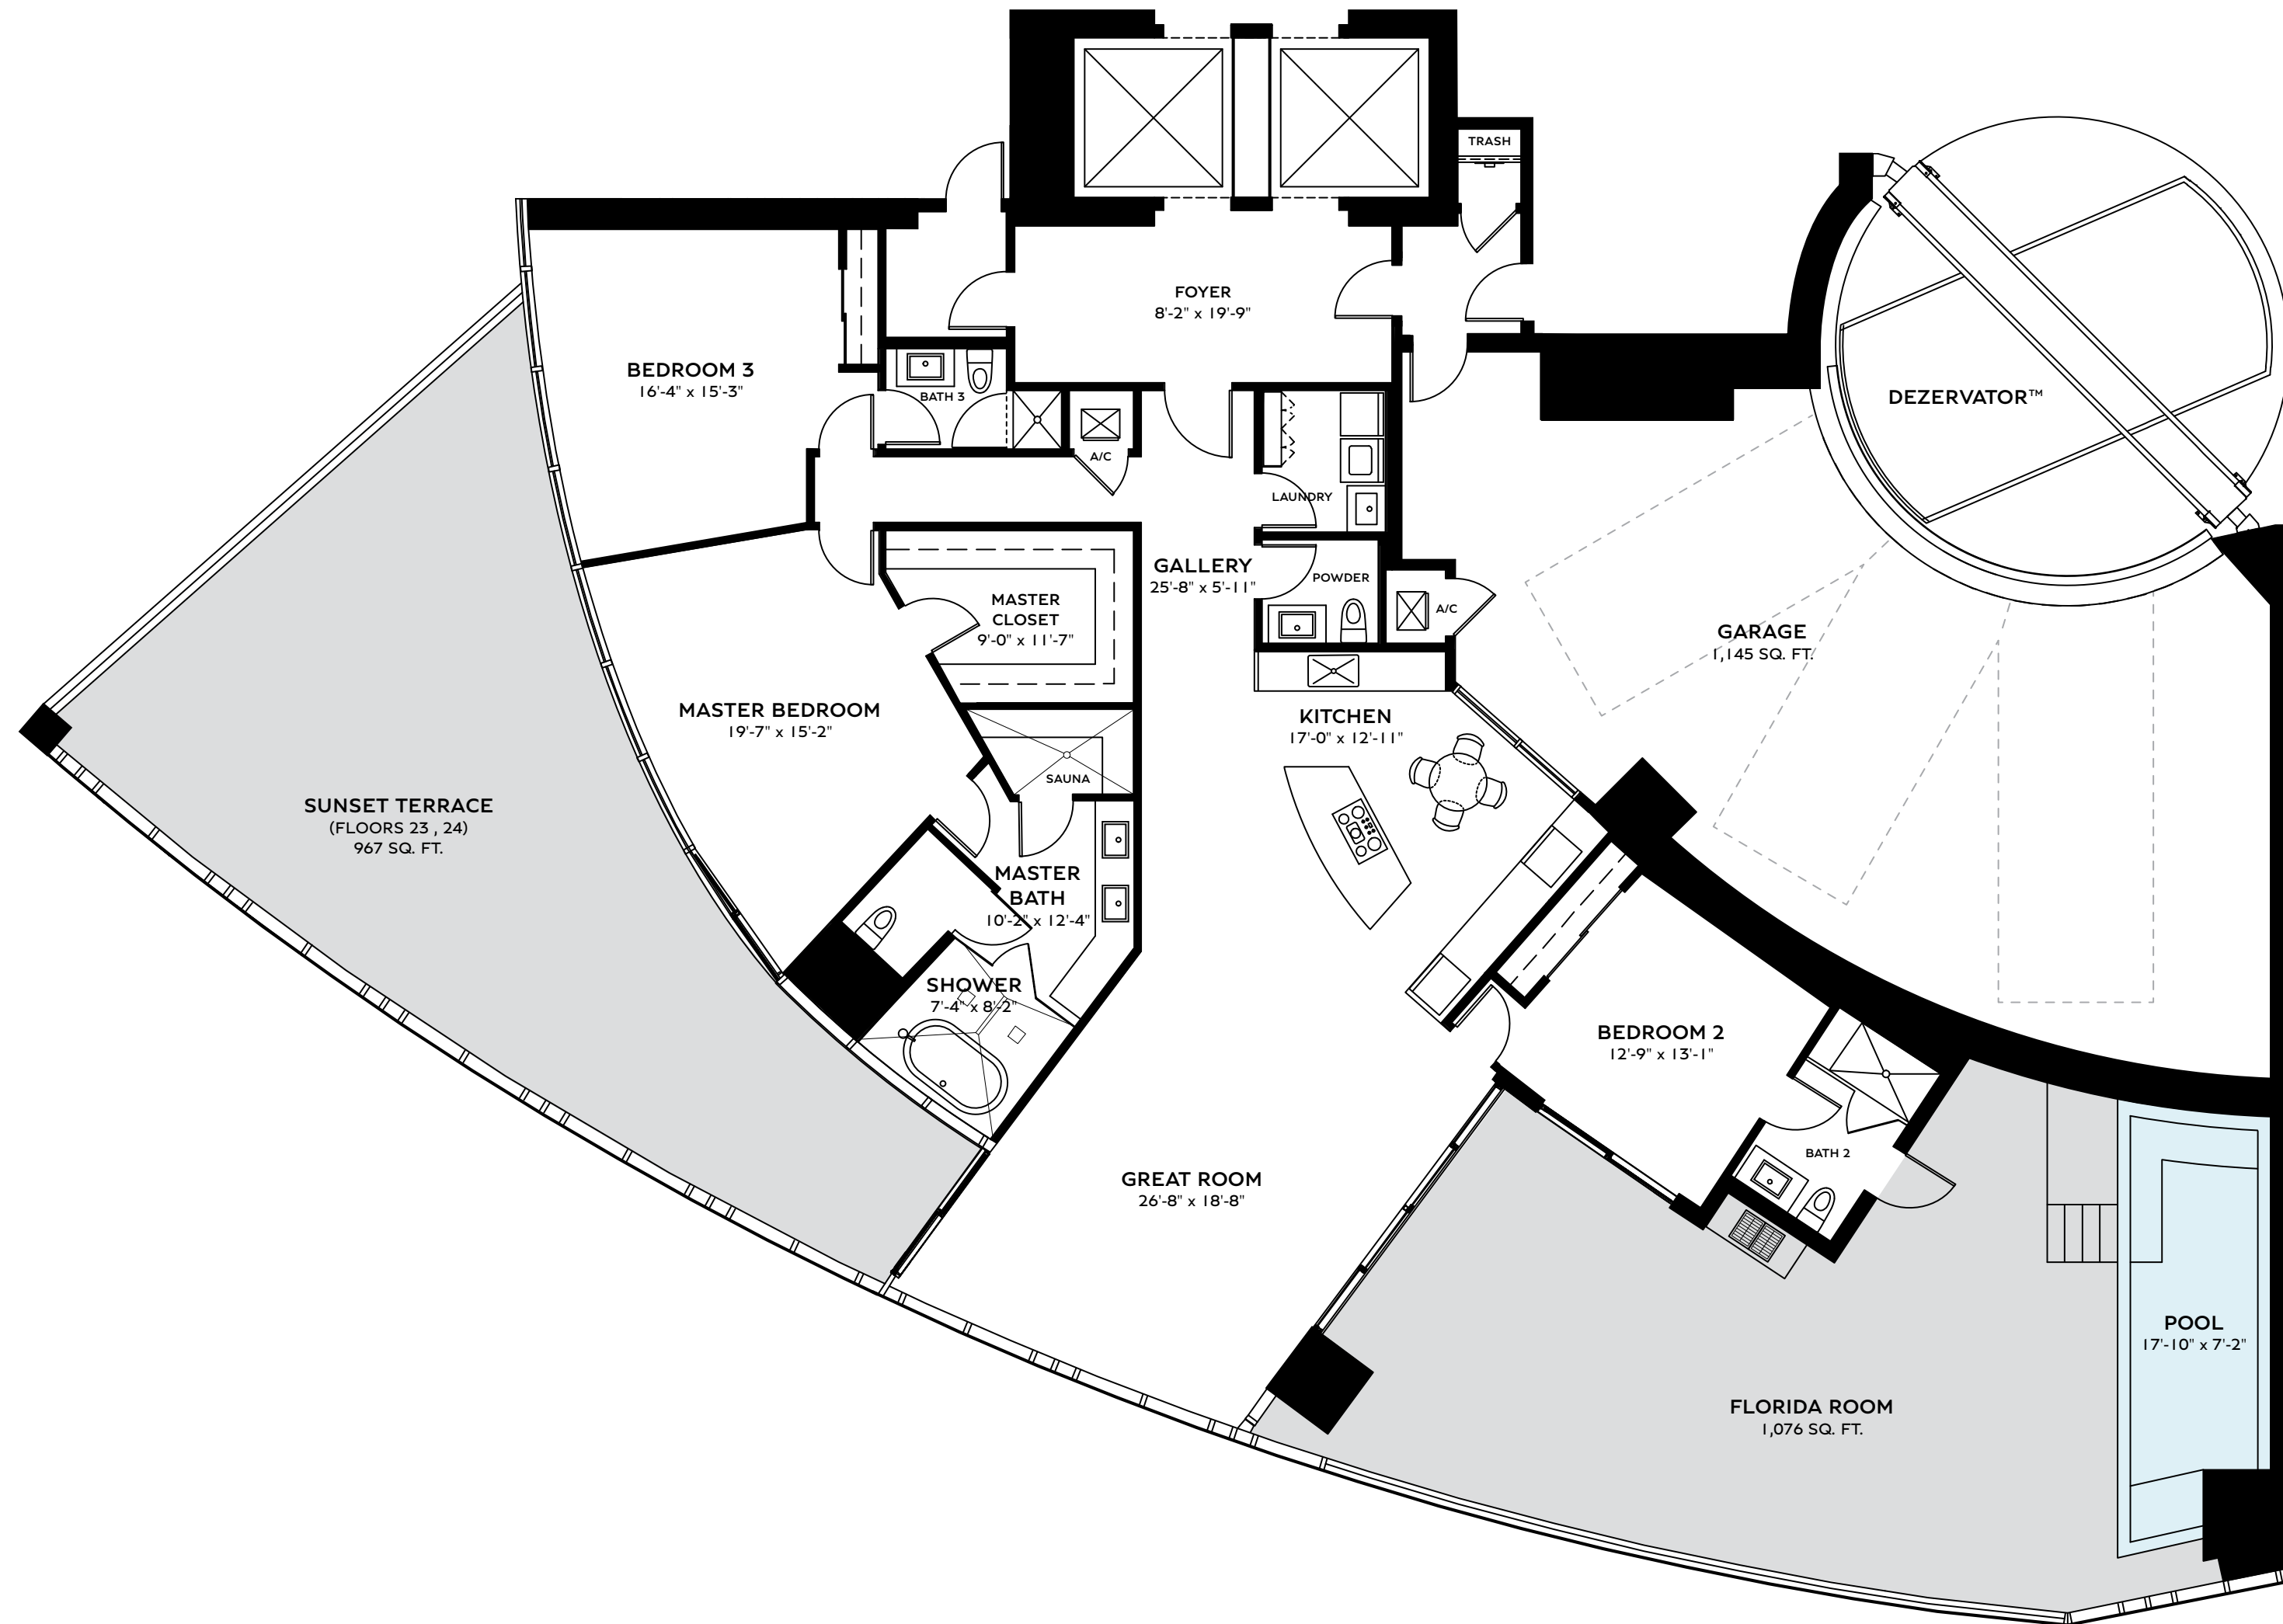 TRASH
FOYER
8'-2" x 19'-9"
BEDROOM 3
16'-4" x 15'-3"
BATH 3
DEZERVATOR™
A/C
LAUNDRY
GALLERY
25'-8" x 5'-11"
POWDER
MASTER
CLOSET
9'-0" x 11'-7"
A/C
GARAGE
1,145 SQ. FT.
MASTER BEDROOM
19'-7" x 15'-2"
KITCHEN
17'-0" x 12'-11"
SAUNA
SUNSET TERRACE
(FLOORS 23 , 24)
967 SQ. FT.
MASTER
BATH
10'-2" x 12'-4"
SHOWER
7'-4" x 8'-2"
BEDROOM 2
12'-9" x 13'-1"
BATH 2
GREAT ROOM
26'-8" x 18'-8"
POOL
17'-10" x 7'-2"
FLORIDA ROOM
1,076 SQ. FT.